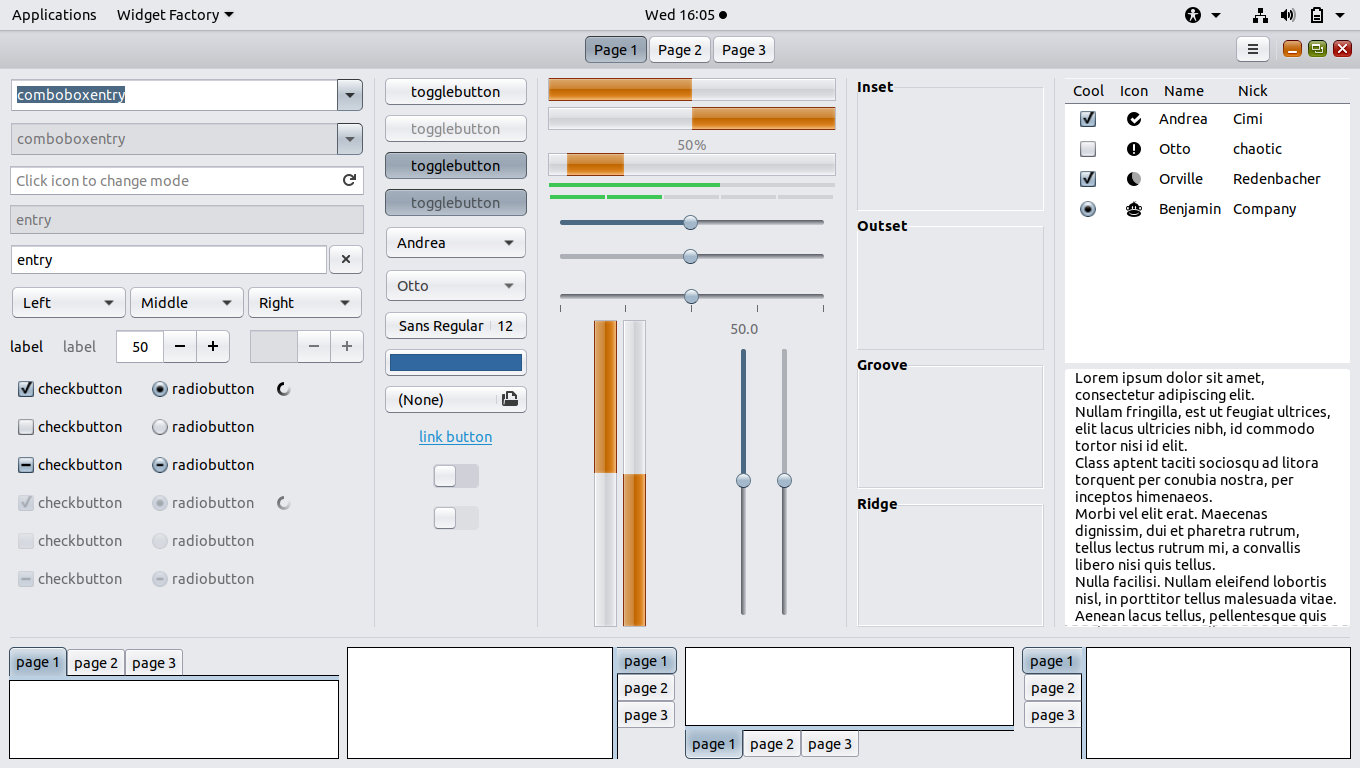 Applications Widget Factory Wed 16:05
Page 1 Page 2 Page 3
comboboxentry
comboboxentry
Click icon to change mode
entry
entry
Left Middle Right
label label 50
checkbutton radiobutton
checkbutton radiobutton
checkbutton radiobutton
checkbutton radiobutton
checkbutton radiobutton
checkbutton radiobutton
togglebutton
togglebutton
togglebutton
togglebutton
Andrea
Otto
Sans Regular 12
(None)
link button
50%
50.0
Inset
Outset
Groove
Ridge
Cool Icon Name Nick
Andrea Cimi
Otto chaotic
Orville Redenbacher
Benjamin Company
Lorem ipsum dolor sit amet,
consectetur adipiscing elit.
Nullam fringilla, est ut feugiat ultrices,
elit lacus ultricies nibh, id commodo
tortor nisi id elit.
Class aptent taciti sociosqu ad litora
torquent per conubia nostra, per
inceptos himenaeos.
Morbi vel elit erat. Maecenas
dignissim, dui et pharetra rutrum,
tellus lectus rutrum mi, a convallis
libero nisi quis tellus.
Nulla facilisi. Nullam eleifend lobortis
nisl, in porttitor tellus malesuada vitae.
Aenean lacus tellus, pellentesque quis
page 1 page 2 page 3
page 1
page 2
page 3
page 1 page 2 page 3
page 1
page 2
page 3